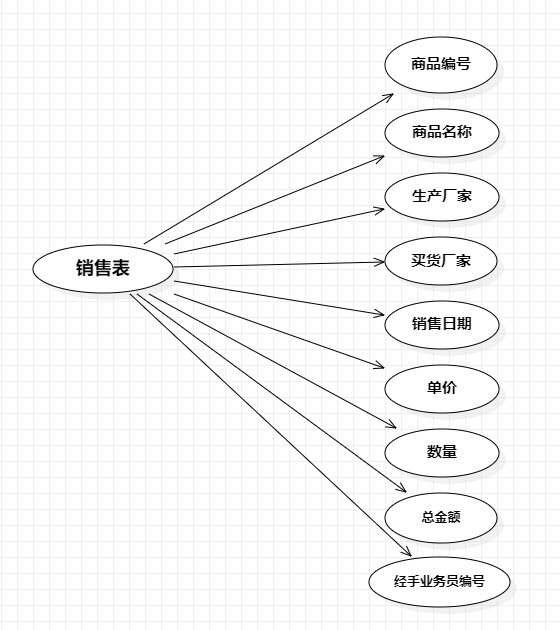 商品编号
商品名称
生产厂家
销售表
买货厂家
销售日期
单价
数量
总金额
经手业务员编号